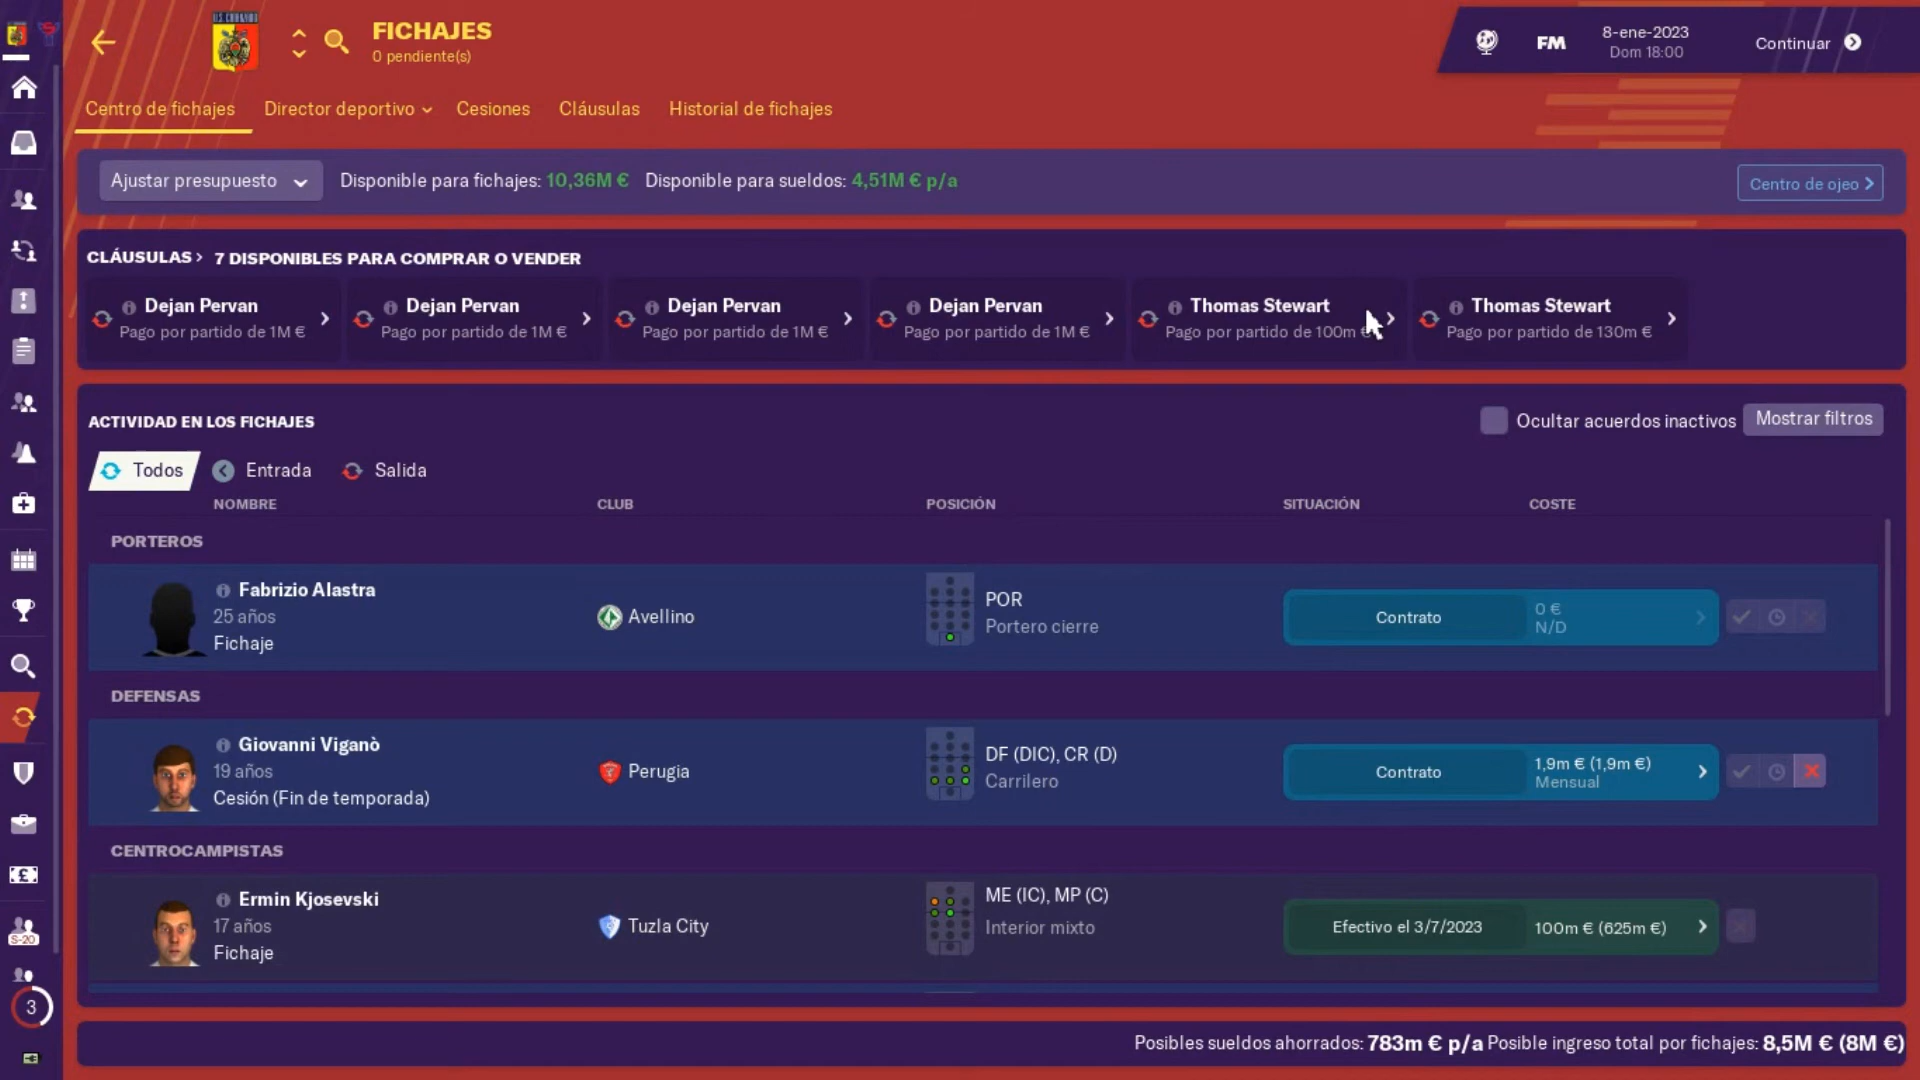 U.S. CORREGGIO
FICHAJES
0 pendiente(s)
FM
8-ene-2023
Dom 18:00
Continuar
Centro de fichajes
Director deportivo
Cesiones
Cláusulas
Historial de fichajes
Ajustar presupuesto
Disponible para fichajes: 10,36M €
Disponible para sueldos: 4,51M € p/a
Centro de ojeo
CLÁUSULAS > 7 DISPONIBLES PARA COMPRAR O VENDER
Dejan Pervan
Pago por partido de 1M €
Dejan Pervan
Pago por partido de 1M €
Dejan Pervan
Pago por partido de 1M €
Dejan Pervan
Pago por partido de 1M €
Thomas Stewart
Pago por partido de 100m €
Thomas Stewart
Pago por partido de 130m €
ACTIVIDAD EN LOS FICHAJES
Ocultar acuerdos inactivos
Mostrar filtros
Todos
Entrada
Salida
NOMBRE
CLUB
POSICIÓN
SITUACIÓN
COSTE
PORTEROS
Fabrizio Alastra
25 años
Fichaje
Avellino
POR
Portero cierre
Contrato
0 €
N/D
DEFENSAS
Giovanni Viganò
19 años
Cesión (Fin de temporada)
Perugia
DF (DIC), CR (D)
Carrilero
Contrato
1,9m € (1,9m €)
Mensual
CENTROCAMPISTAS
Ermin Kjosevski
17 años
Fichaje
Tuzla City
ME (IC), MP (C)
Interior mixto
Efectivo el 3/7/2023
100m € (625m €)
S-20
3
Posibles sueldos ahorrados: 783m € p/a Posible ingreso total por fichajes: 8,5M € (8M €)